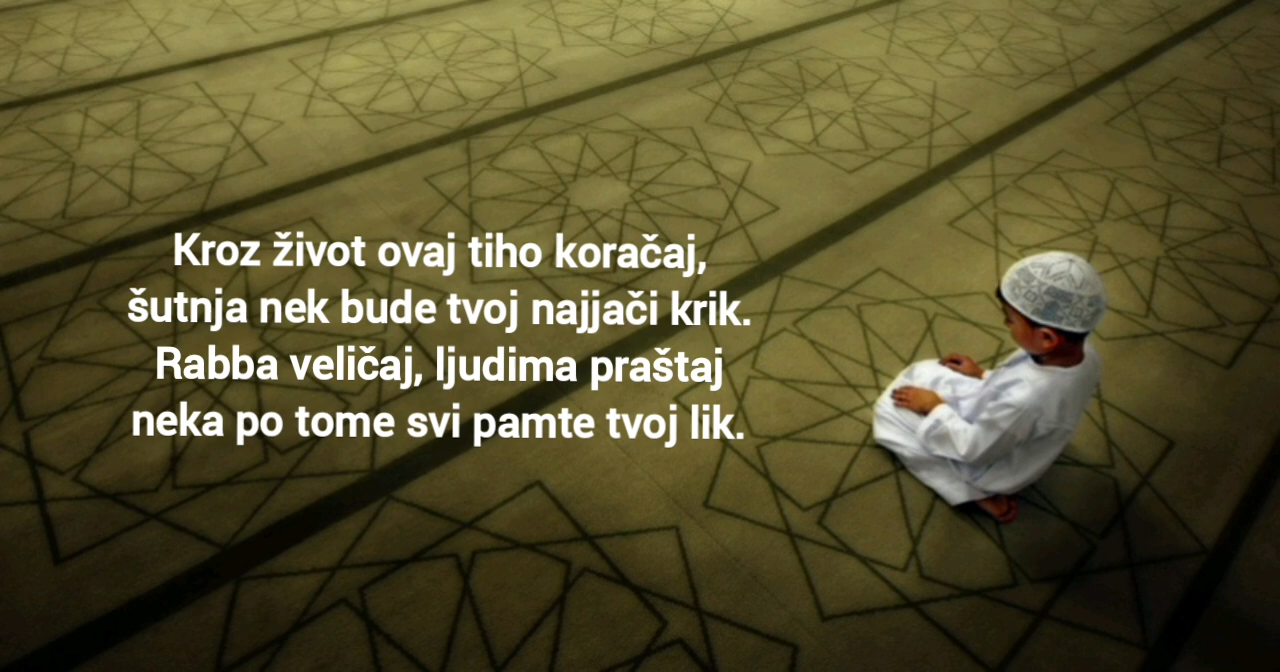 Kroz život ovaj tiho koračaj,
šutnja nek bude tvoj najjači krik.
Rabba veličaj, ljudima praštaj
neka po tome svi pamte tvoj lik.